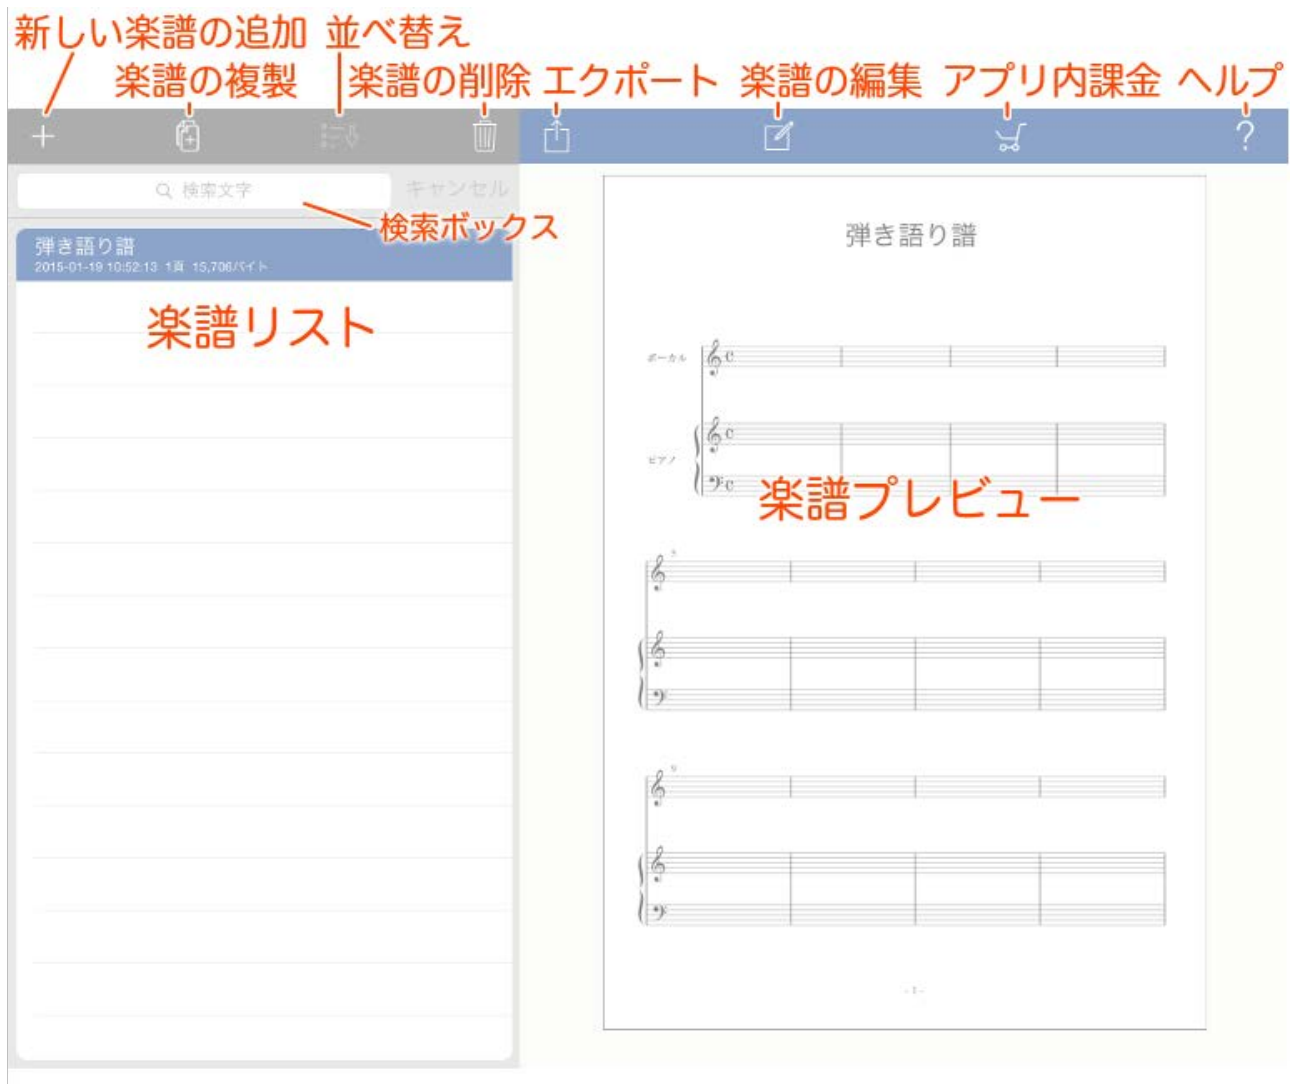 新しい楽譜の追加 並べ替え
楽譜の複製 楽譜の削除 エクポート 楽譜の編集 アプリ内課金 ヘルプ
検索文字 キャンセル
検索ボックス
弾き語り譜
2015-01-19 10:52:13 1頁 15,706バイト
楽譜リスト
弾き語り譜
ボーカル
ピアノ
楽譜プレビュー
5
9
- 1 -